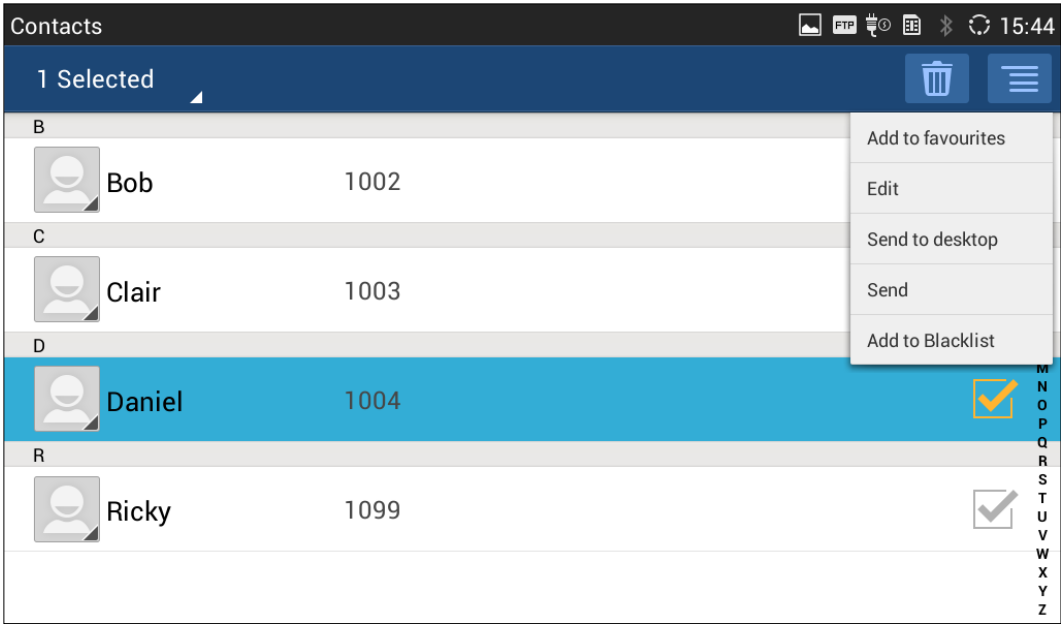 Contacts FTP 15:44
1 Selected
B
Add to favourites
Bob 1002
Edit
C
Send to desktop
Clair 1003
Send
D
Add to Blacklist
M
N
Daniel 1004
O
P
Q
R
R
S
Ricky 1099
T
U
V
W
X
Y
Z